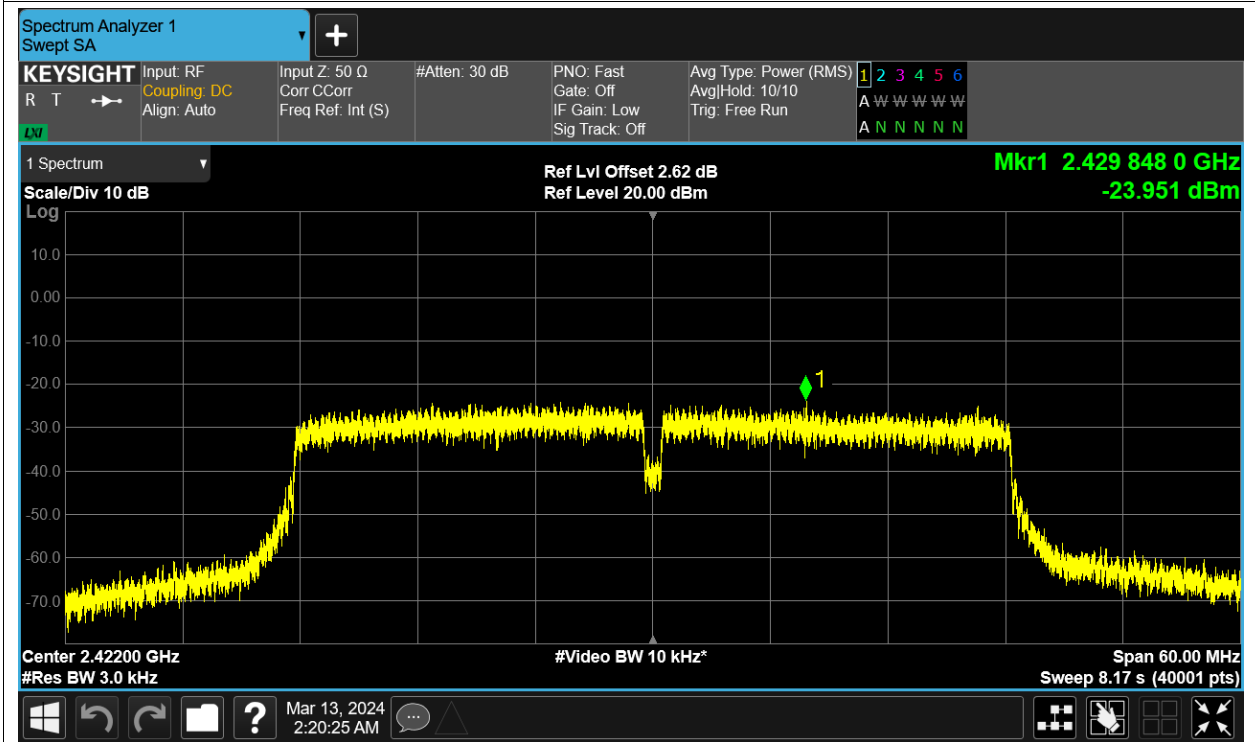 Spectrum Analyzer 1
Swept SA
+
KEYSIGHT
R T
LXI
Input: RF
Coupling: DC
Align: Auto
Input Z: 50 Ω
Corr CCorr
Freq Ref: Int (S)
#Atten: 30 dB
PNO: Fast
Gate: Off
IF Gain: Low
Sig Track: Off
Avg Type: Power (RMS)
Avg|Hold: 10/10
Trig: Free Run
1 2 3 4 5 6
A W W W W W
A N N N N N
1 Spectrum
Scale/Div 10 dB
Ref Lvl Offset 2.62 dB
Ref Level 20.00 dBm
Mkr1 2.429 848 0 GHz
-23.951 dBm
Log
10.0
0.00
-10.0
-20.0
-30.0
-40.0
-50.0
-60.0
-70.0
1
Center 2.42200 GHz
#Res BW 3.0 kHz
#Video BW 10 kHz*
Span 60.00 MHz
Sweep 8.17 s (40001 pts)
?
Mar 13, 2024
2:20:25 AM